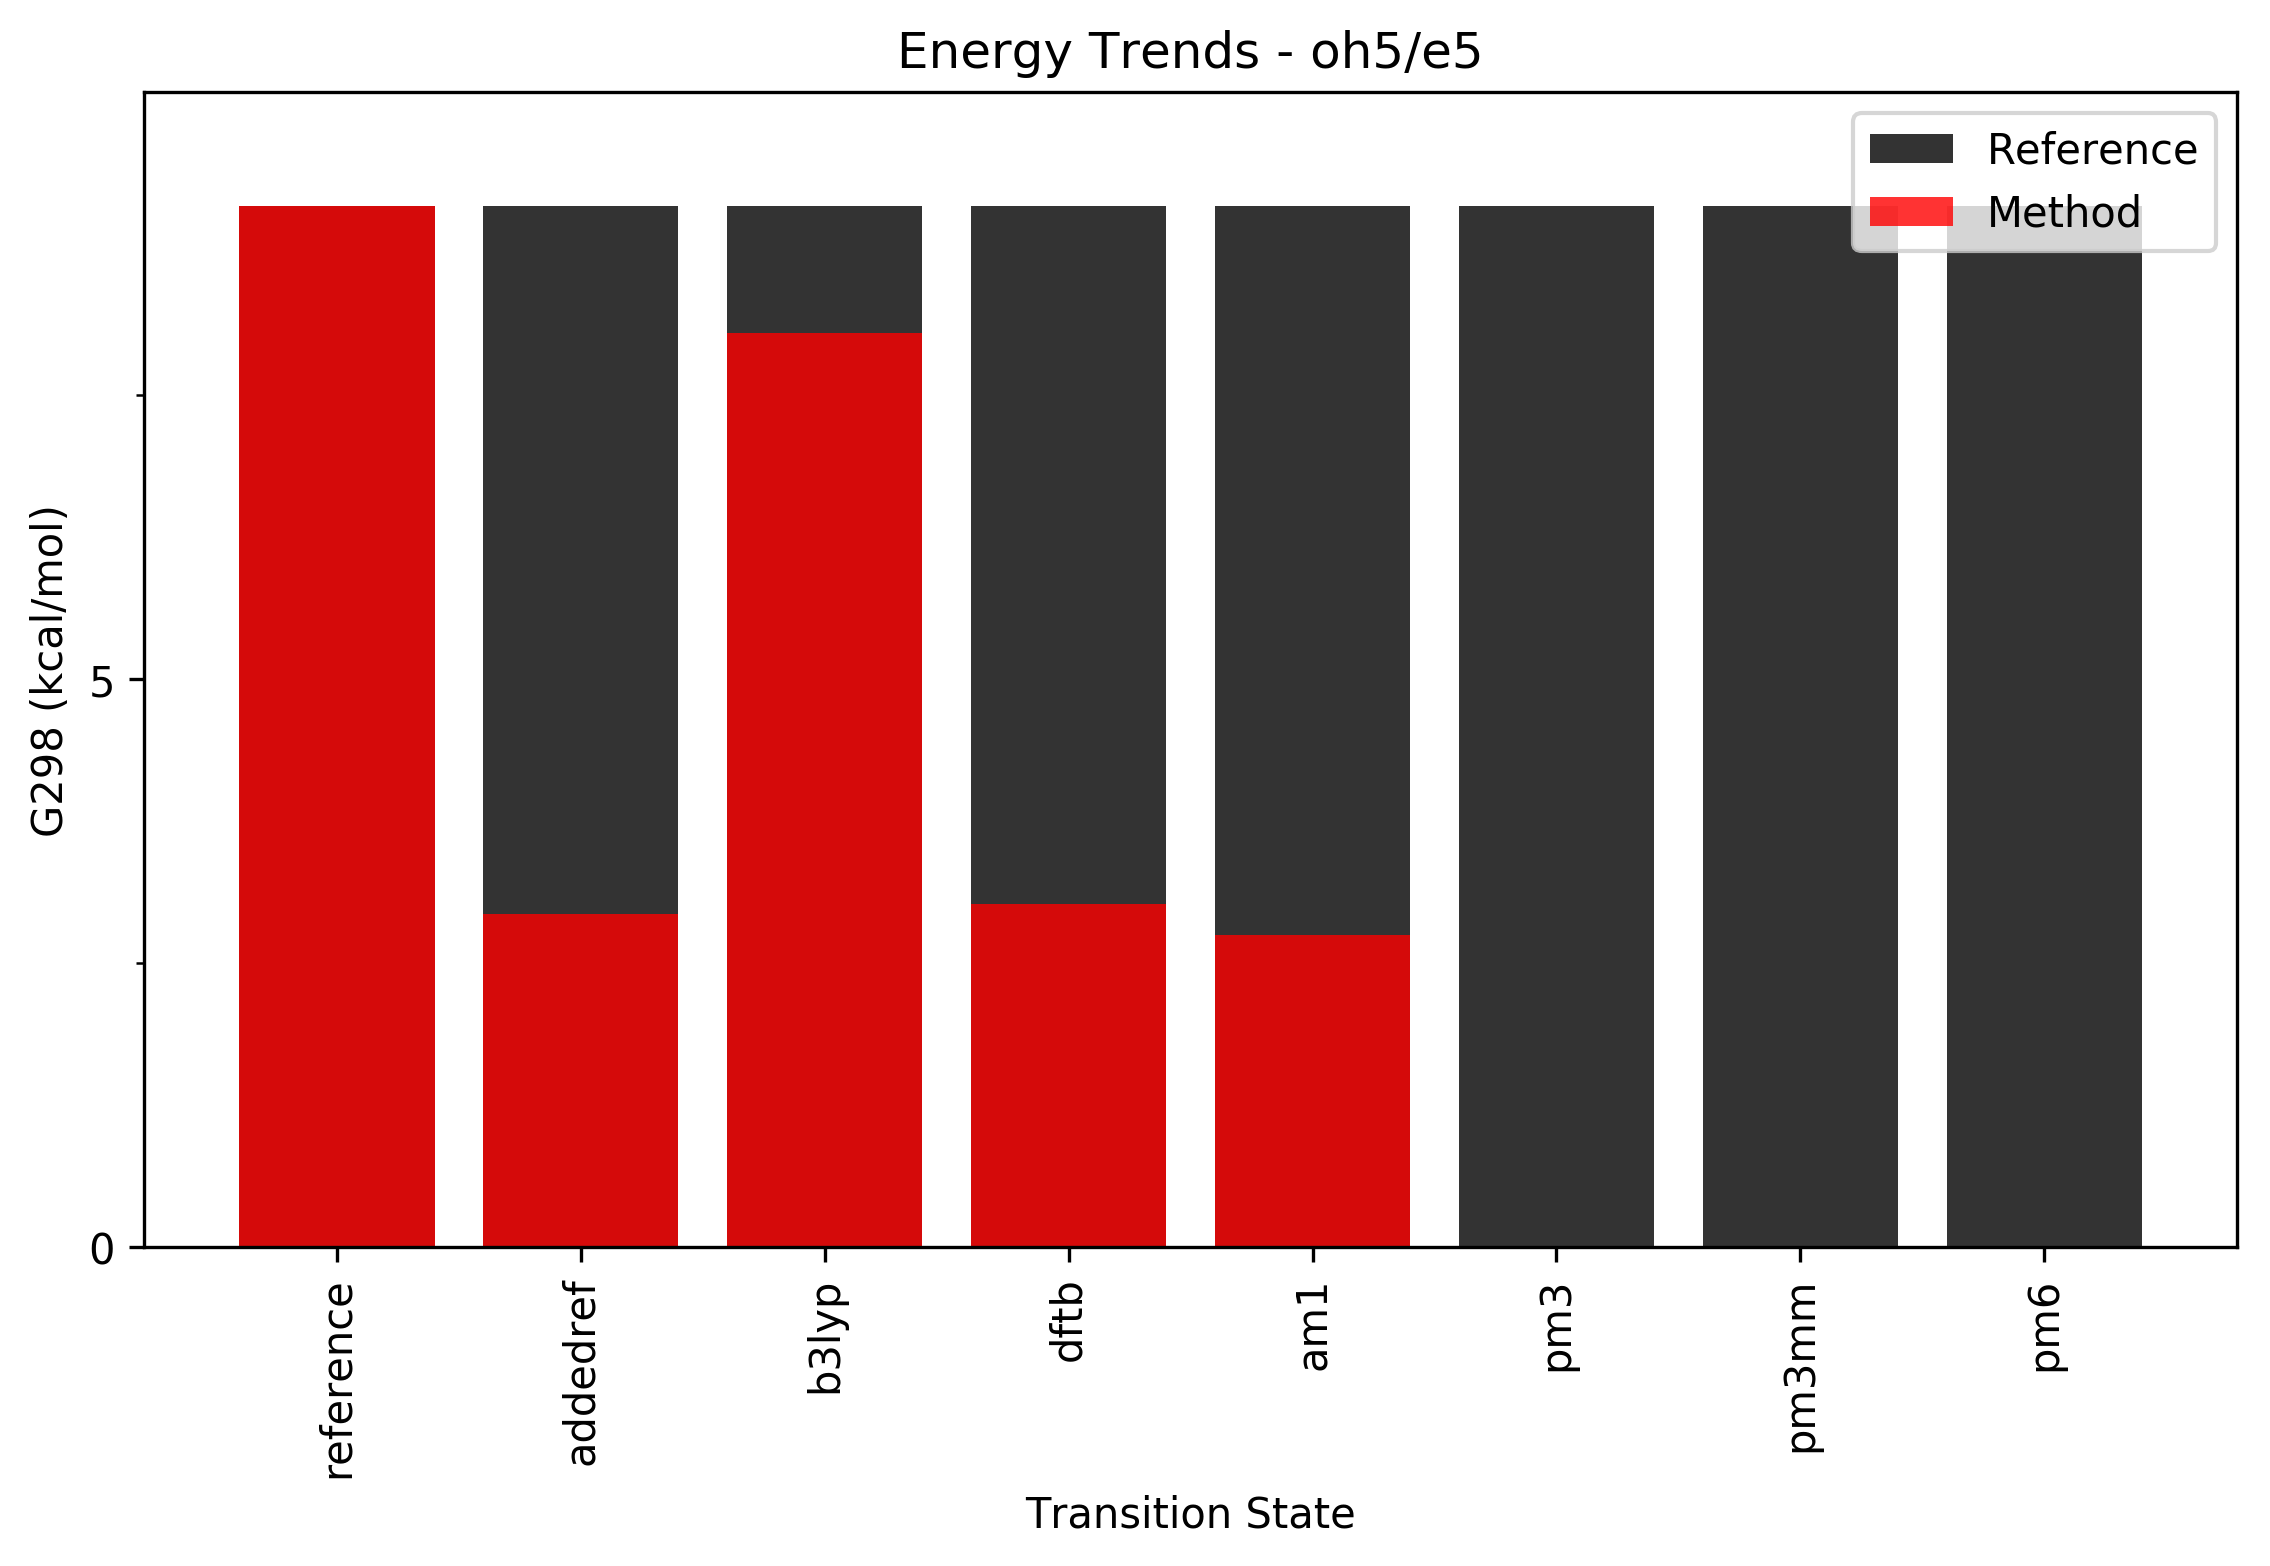 Energy Trends - oh5/e5
Reference
Method
G298 (kcal/mol)
5
0
reference
addedref
b3lyp
dftb
am1
pm3
pm3mm
pm6
Transition State